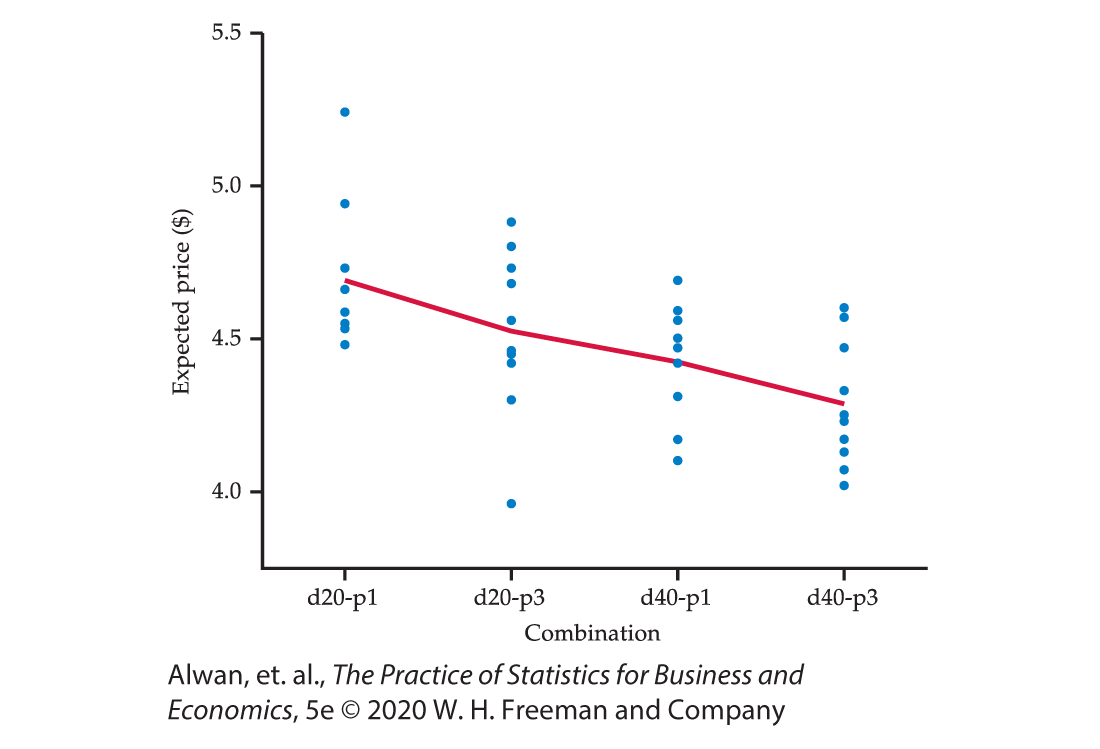 5.5
5.0
4.5
4.0
Expected price ($)
d20-p1 d20-p3 d40-p1 d40-p3
Combination
Alwan, et. al., The Practice of Statistics for Business and
Economics, 5e © 2020 W. H. Freeman and Company